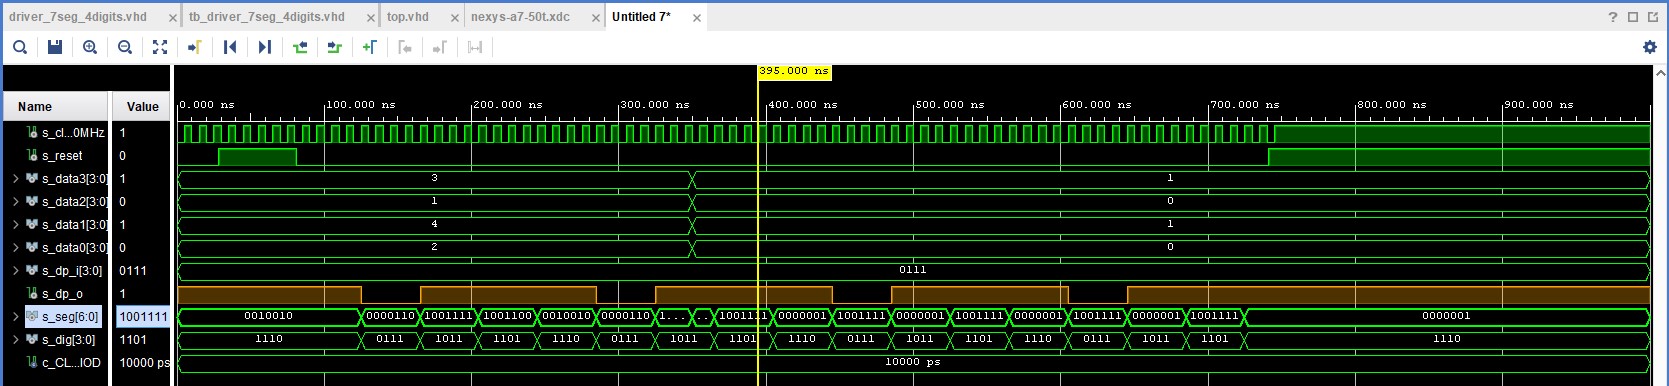 driver_7seg_4digits.vhd × tb_driver_7seg_4digits.vhd × top.vhd × nexys-a7-50t.xdc × Untitled 7* ×
395.000 ns
Name Value 0.000 ns 100.000 ns 200.000 ns 300.000 ns 400.000 ns 500.000 ns 600.000 ns 700.000 ns 800.000 ns 900.000 ns
s_cl...0MHz 1
s_reset 0
s_data3[3:0] 1 3 1
s_data2[3:0] 0 1 0
s_data1[3:0] 1 4 1
s_data0[3:0] 0 2 0
s_dp_i[3:0] 0111 0111
s_dp_o 1
s_seg[6:0] 1001111 0010010 0000110 1001111 1001100 0010010 0000110 1... ... 1001111 0000001 1001111 0000001 1001111 0000001 1001111 0000001 1001111 0000001
s_dig[3:0] 1101 1110 0111 1011 1101 1110 0111 1011 1101 1110 0111 1011 1101 1110 0111 1011 1101 1110
c_CL...IOD 10000 ps 10000 ps